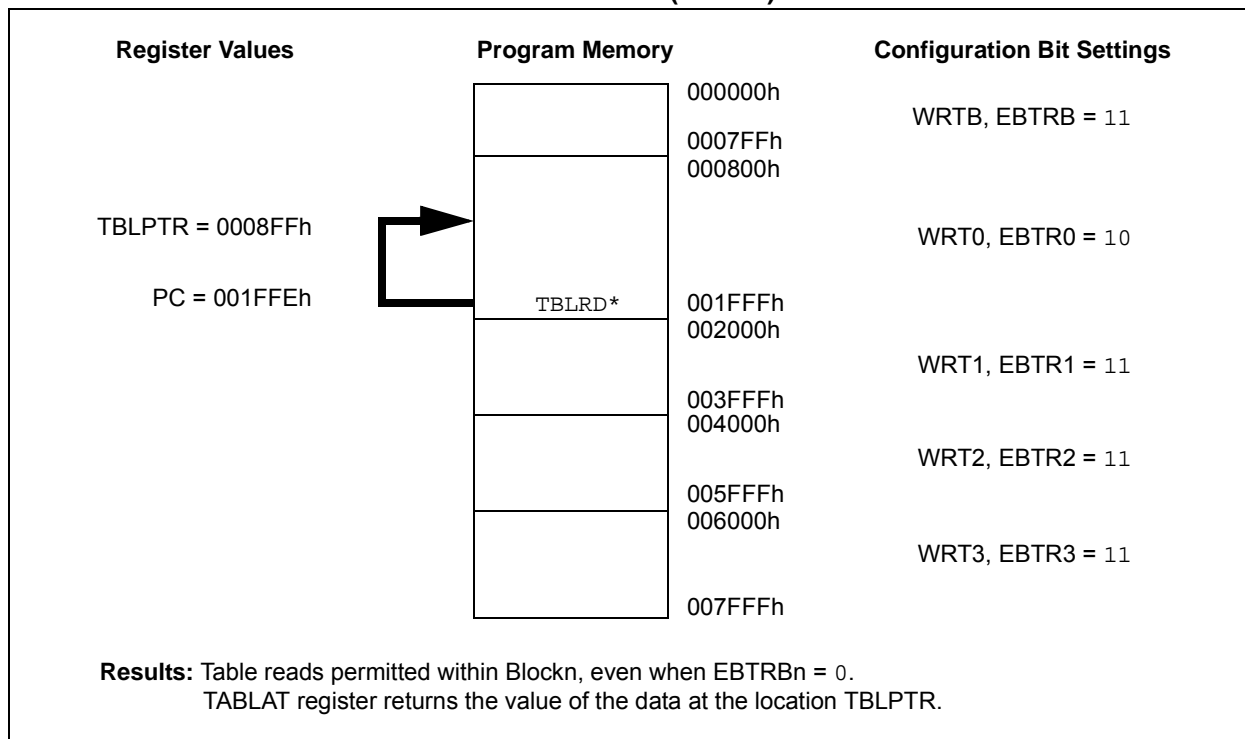 Register Values Program Memory Configuration Bit Settings
000000h
WRTB, EBTRB = 11
0007FFh
000800h
TBLPTR = 0008FFh
WRT0, EBTR0 = 10
PC = 001FFEh
TBLRD* 001FFFh
002000h
WRT1, EBTR1 = 11
003FFFh
004000h
WRT2, EBTR2 = 11
005FFFh
006000h
WRT3, EBTR3 = 11
007FFFh
Results: Table reads permitted within Blockn, even when EBTRBn = 0.
TABLAT register returns the value of the data at the location TBLPTR.